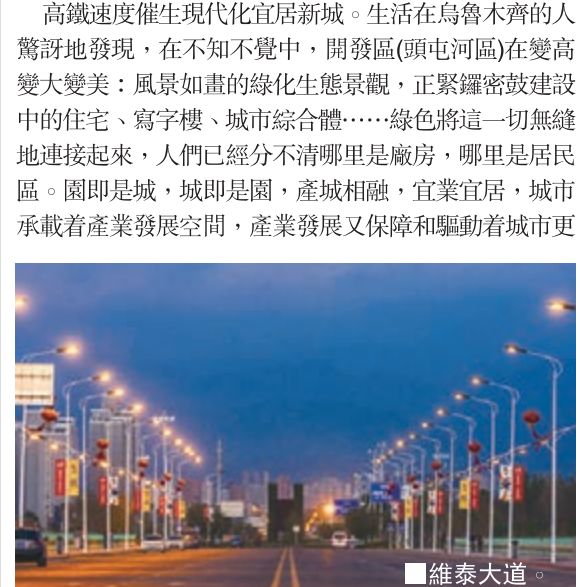 高鐵速度催生現代化宜居新城。生活在烏魯木齊的人
驚訝地發現，在不知不覺中，開發區(頭屯河區)在變高
變大變美：風景如畫的綠化生態景觀，正緊鑼密鼓建設
中的住宅、寫字樓、城市綜合體……綠色將這一切無縫
地連接起來，人們已經分不清哪里是廠房，哪里是居民
區。園即是城，城即是園，產城相融，宜業宜居，城市
承載着產業發展空間，產業發展又保障和驅動着城市更
■維泰大道。